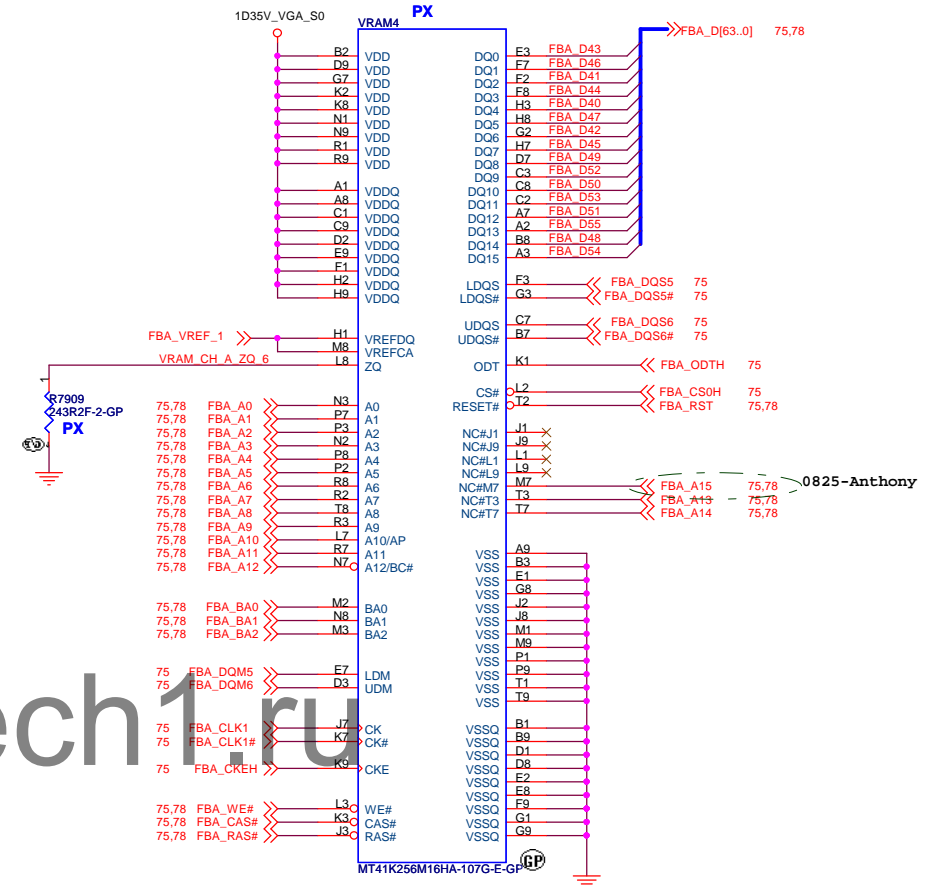 1D35V_VGA_S0
PX
VRAM4
FBA_D[63..0] 75,78
B2 VDD DQ0 E3 FBA_D43
D9 VDD DQ1 F7 FBA_D46
G7 VDD DQ2 F2 FBA_D41
K2 VDD DQ3 F8 FBA_D44
K8 VDD DQ4 H3 FBA_D40
N1 VDD DQ5 H8 FBA_D47
N9 VDD DQ6 G2 FBA_D42
R1 VDD DQ7 H7 FBA_D45
R9 VDD DQ8 D7 FBA_D49
DQ9 C3 FBA_D52
A1 VDDQ DQ10 C8 FBA_D50
A8 VDDQ DQ11 C2 FBA_D53
C1 VDDQ DQ12 A7 FBA_D51
C9 VDDQ DQ13 A2 FBA_D55
D2 VDDQ DQ14 B8 FBA_D48
E9 VDDQ DQ15 A3 FBA_D54
F1 VDDQ
H2 VDDQ LDQS F3 FBA_DQS5 75
H9 VDDQ LDQS# G3 FBA_DQS5# 75
UDQS C7 FBA_DQS6 75
FBA_VREF_1 H1 VREFDQ UDQS# B7 FBA_DQS6# 75
M8 VREFCA
VRAM_CH_A_ZQ_6 L8 ZQ ODT K1 FBA_ODTH 75
1
R7909
243R2F-2-GP
PX
CS# L2 FBA_CS0H 75
75,78 FBA_A0 N3 A0 RESET# T2 FBA_RST 75,78
75,78 FBA_A1 P7 A1
75,78 FBA_A2 P3 A2 NC#J1 J1
75,78 FBA_A3 N2 A3 NC#J9 J9
75,78 FBA_A4 P8 A4 NC#L1 L1
75,78 FBA_A5 P2 A5 NC#L9 L9
75,78 FBA_A6 R8 A6 NC#M7 M7 FBA_A15 75,78 0825-Anthony
75,78 FBA_A7 R2 A7 NC#T3 T3 FBA_A13 75,78
75,78 FBA_A8 T8 A8 NC#T7 T7 FBA_A14 75,78
75,78 FBA_A9 R3 A9
75,78 FBA_A10 L7 A10/AP
75,78 FBA_A11 R7 A11 VSS A9
75,78 FBA_A12 N7 A12/BC# VSS B3
VSS E1
VSS G8
75,78 FBA_BA0 M2 BA0 VSS J2
75,78 FBA_BA1 N8 BA1 VSS J8
75,78 FBA_BA2 M3 BA2 VSS M1
VSS M9
VSS P1
75 FBA_DQM5 E7 LDM VSS P9
75 FBA_DQM6 D3 UDM VSS T1
VSS T9
75 FBA_CLK1 J7 CK VSSQ B1
75 FBA_CLK1# K7 CK# VSSQ B9
VSSQ D1
75 FBA_CKEH K9 CKE VSSQ D8
VSSQ E2
VSSQ E8
75,78 FBA_WE# L3 WE# VSSQ F9
75,78 FBA_CAS# K3 CAS# VSSQ G1
75,78 FBA_RAS# J3 RAS# VSSQ G9
MT41K256M16HA-107G-E-GP
GP
ech1.ru